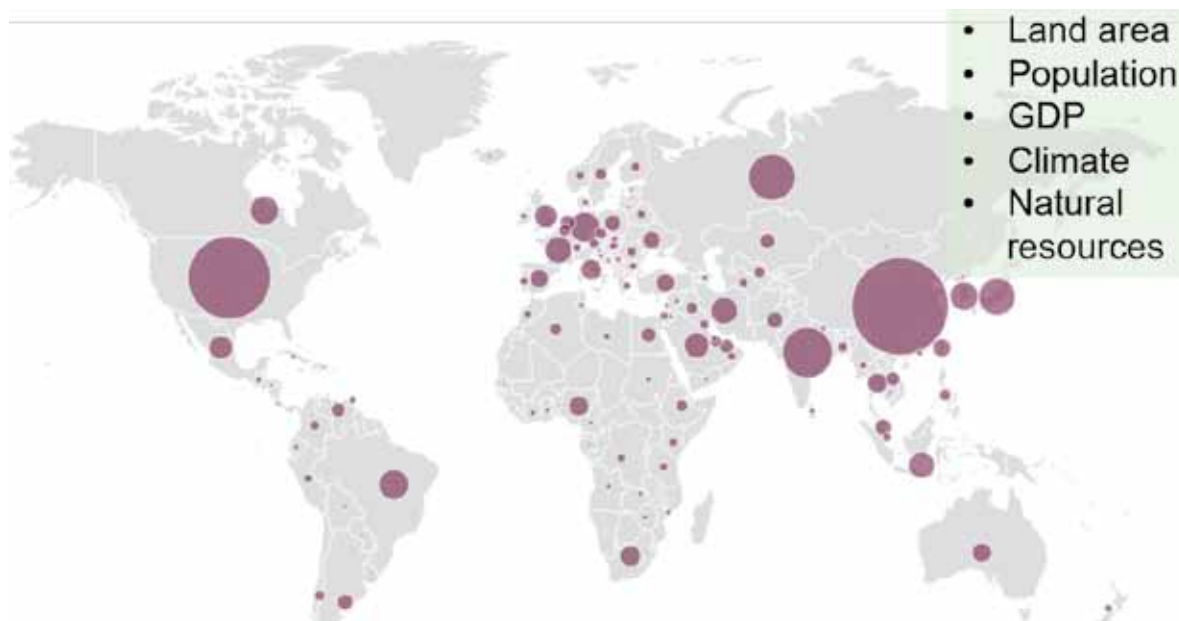 • Land area
• Population
• GDP
• Climate
• Natural
resources